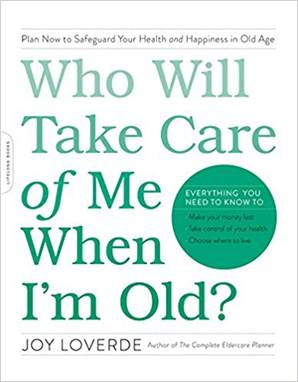 Plan Now to Safeguard Your Health and Happiness in Old Age
Who Will
Take Care
of Me
When
I'm Old?
EVERYTHING YOU
NEED TO KNOW TO
• Make your money last
• Take control of your health
• Choose where to live
LIFELONG BOOKS
JOY LOVERDE Author of The Complete Eldercare Planner